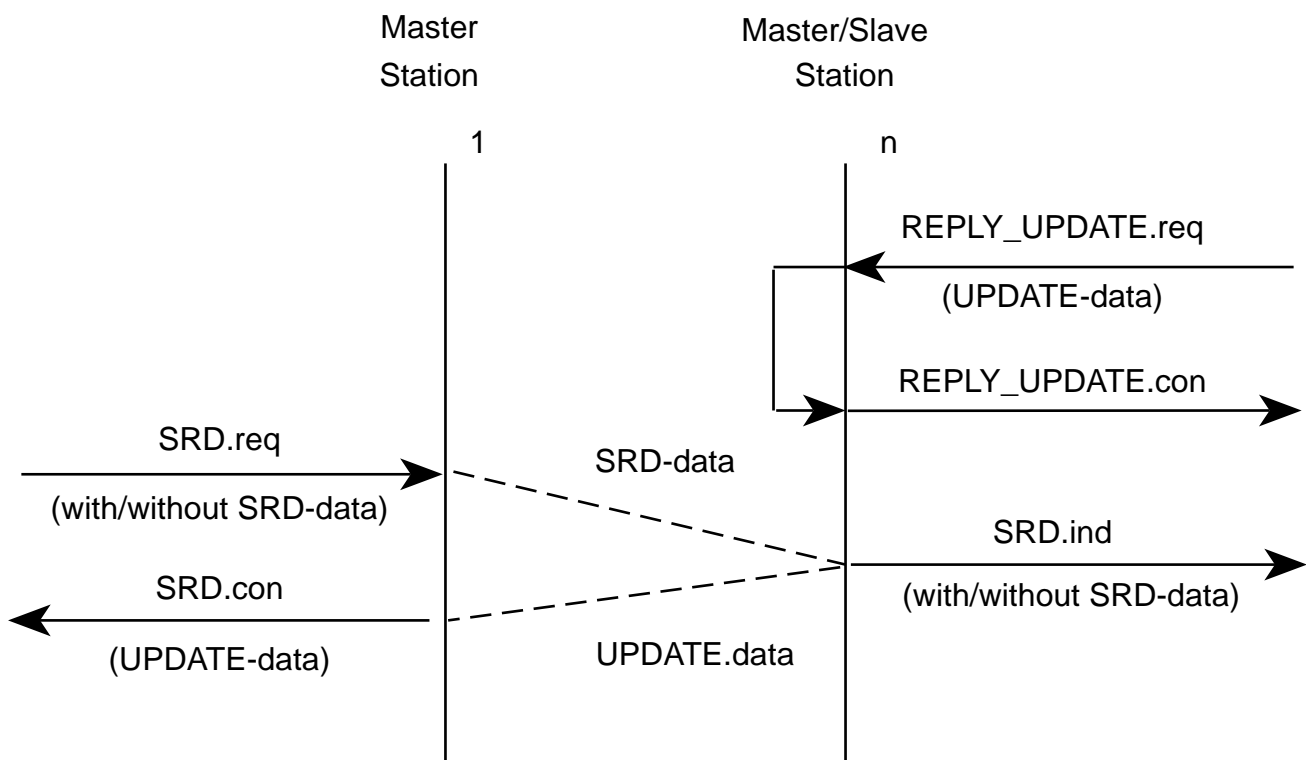 Master
Station
Master/Slave
Station
1
n
REPLY_UPDATE.req
(UPDATE-data)
REPLY_UPDATE.con
SRD.req
(with/without SRD-data)
SRD-data
SRD.ind
(with/without SRD-data)
SRD.con
(UPDATE-data)
UPDATE.data